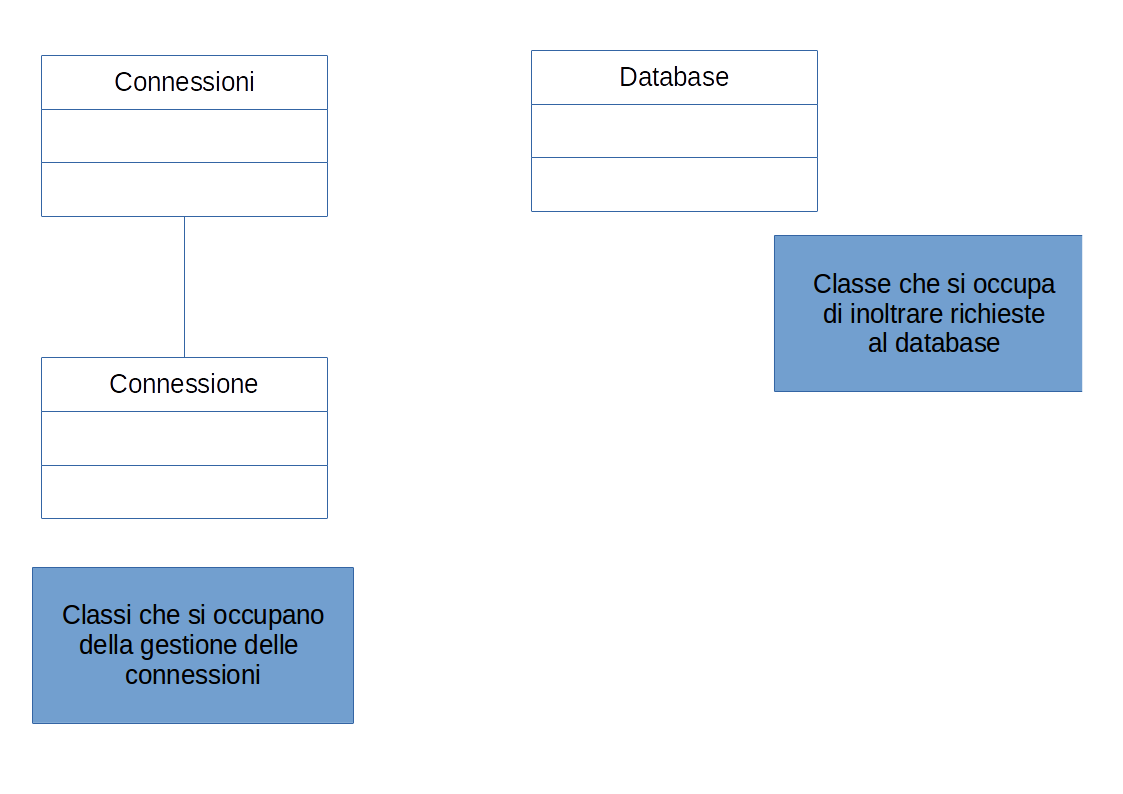 Connessioni
Database
Classe che si occupa
di inoltrare richieste
al database
Connessione
Classi che si occupano
della gestione delle
connessioni